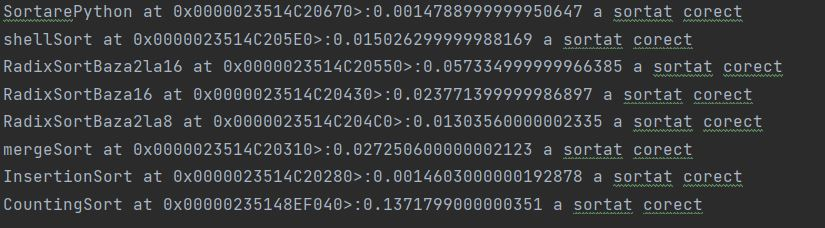 SortarePython at 0x0000023514C20670>:0.0014788999999950647 a sortat corect
shellSort at 0x0000023514C205E0>:0.015026299999988169 a sortat corect
RadixSortBaza2la16 at 0x0000023514C20550>:0.057334999999966385 a sortat corect
RadixSortBaza16 at 0x0000023514C20430>:0.023771399999986897 a sortat corect
RadixSortBaza2la8 at 0x0000023514C204C0>:0.01303560000002335 a sortat corect
mergeSort at 0x0000023514C20310>:0.027250600000002123 a sortat corect
InsertionSort at 0x0000023514C20280>:0.0014603000000192878 a sortat corect
CountingSort at 0x00000235148EF040>:0.1371799000000351 a sortat corect